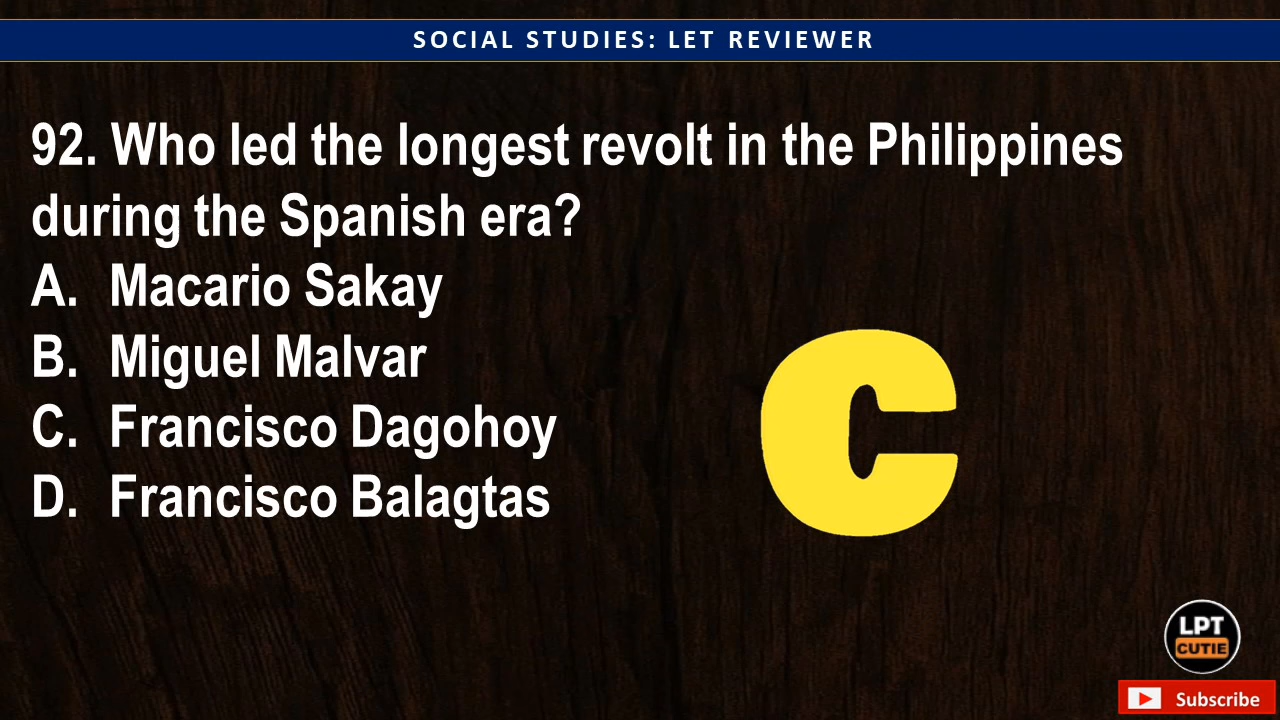 SOCIAL STUDIES: LET REVIEWER
92. Who led the longest revolt in the Philippines
during the Spanish era?
A. Macario Sakay
B. Miguel Malvar
C. Francisco Dagohoy
D. Francisco Balagtas
C
LPT
CUTIE
Subscribe